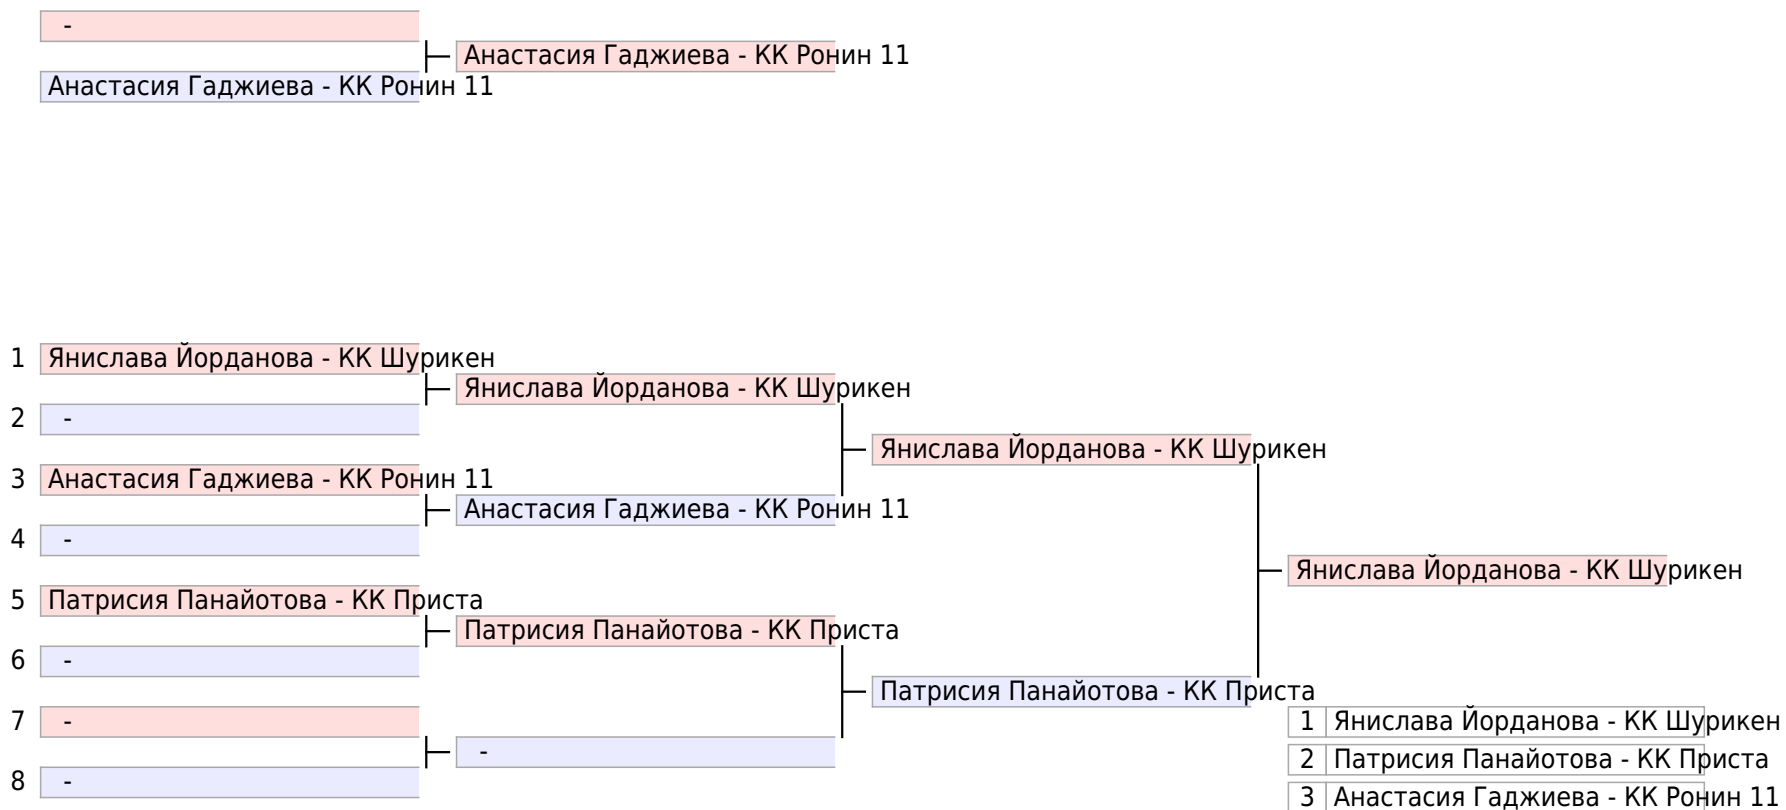 -
Анастасия Гаджиева - КК Ронин 11
Анастасия Гаджиева - КК Ронин 11
1 Янислава Йорданова - КК Шурикен
Янислава Йорданова - КК Шурикен
2 -
Янислава Йорданова - КК Шурикен
3 Анастасия Гаджиева - КК Ронин 11
Анастасия Гаджиева - КК Ронин 11
4 -
Янислава Йорданова - КК Шурикен
5 Патрисия Панайотова - КК Приста
Патрисия Панайотова - КК Приста
6 -
Патрисия Панайотова - КК Приста
7 -
1 Янислава Йорданова - КК Шурикен
-
2 Патрисия Панайотова - КК Приста
8 -
3 Анастасия Гаджиева - КК Ронин 11